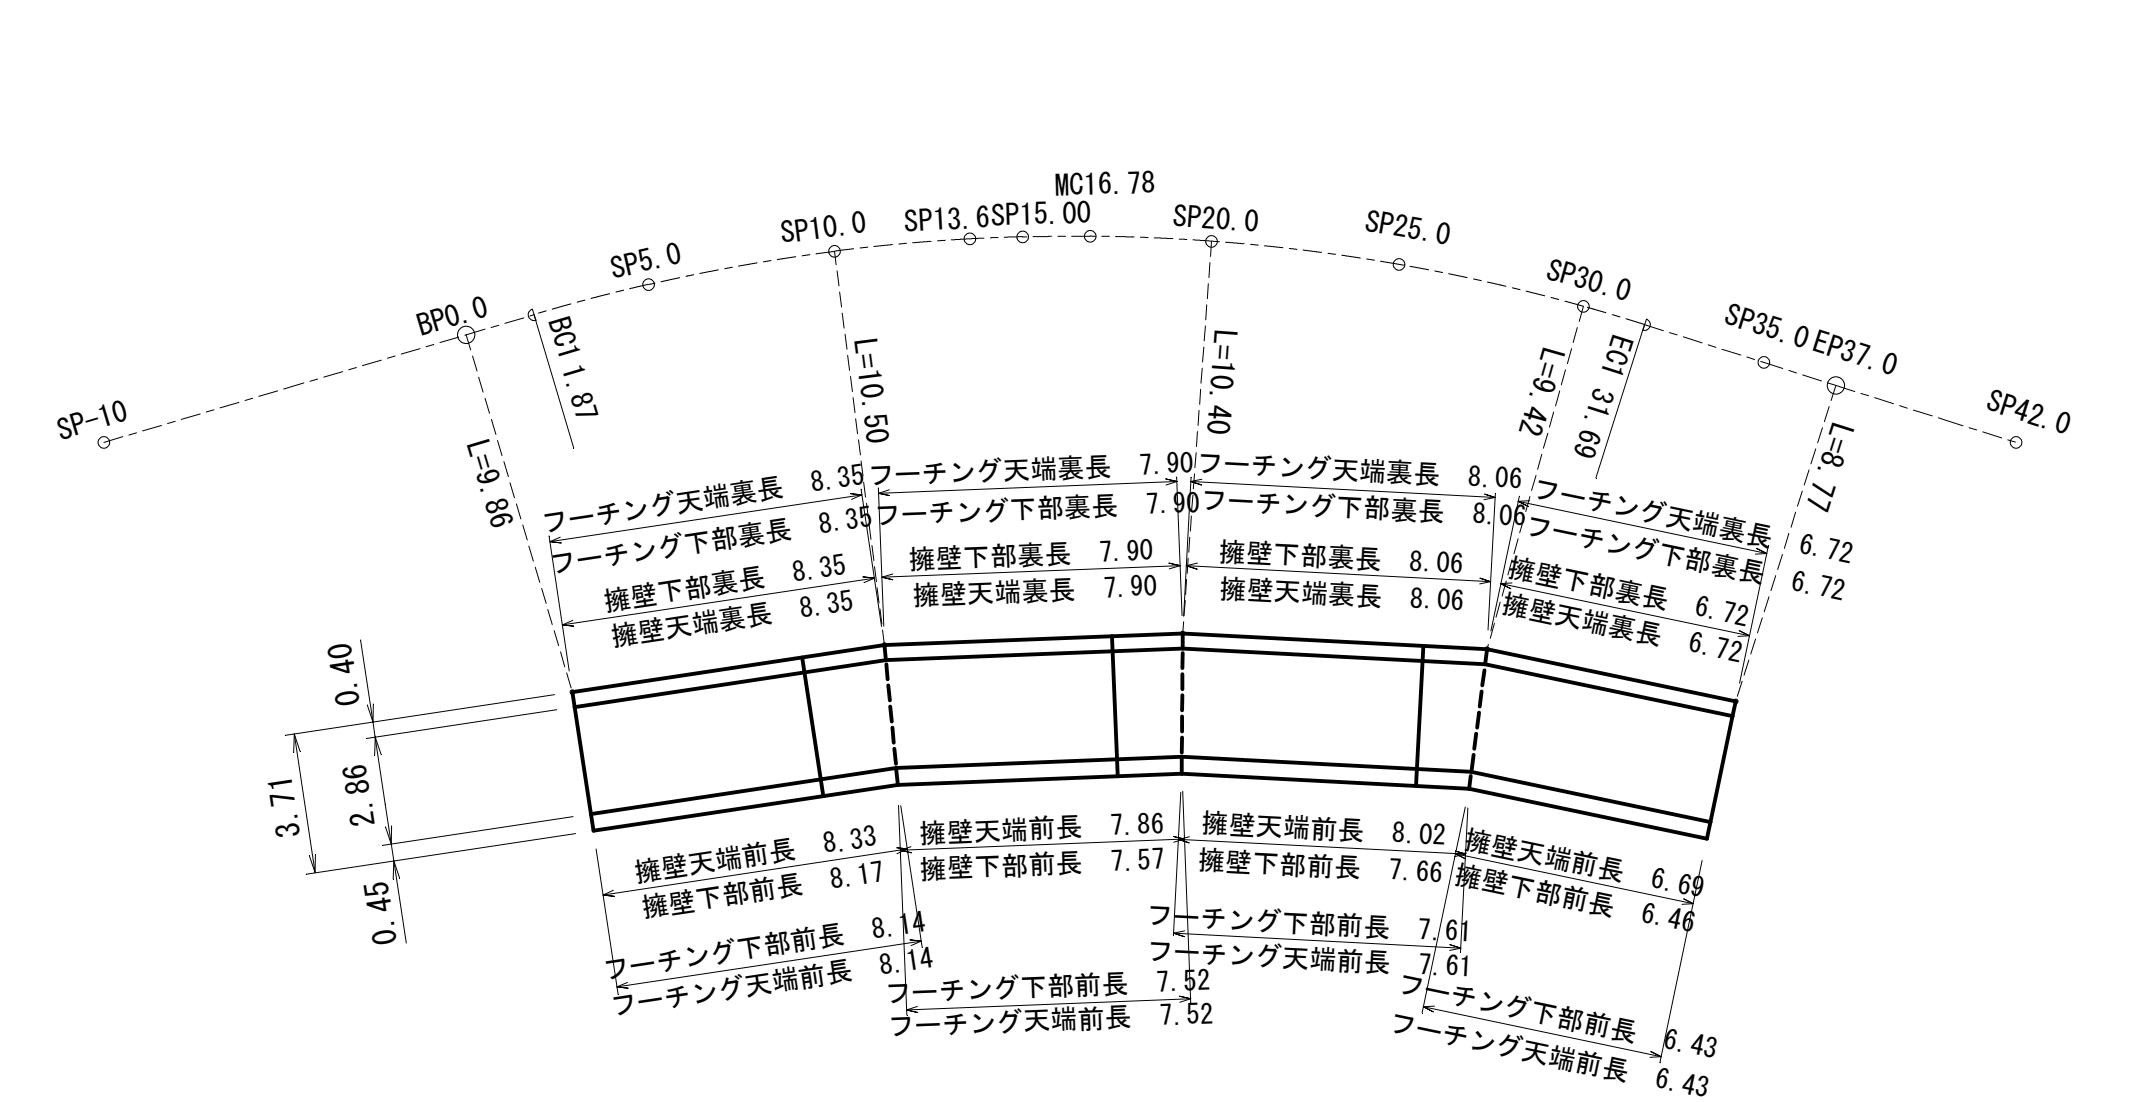 MC16.78
SP-10
BP0.0
BC1 1.87
SP5.0
SP10.0
SP13.6
SP15.00
SP20.0
SP25.0
SP30.0
EC1 31.69
SP35.0
EP37.0
SP42.0
L=9.86
L=10.50
L=10.40
L=9.42
L=8.77
フーチング天端裏長 8.35
フーチング下部裏長 8.35
擁壁下部裏長 8.35
擁壁天端裏長 8.35
フーチング天端裏長 7.90
フーチング下部裏長 7.90
擁壁下部裏長 7.90
擁壁天端裏長 7.90
フーチング天端裏長 8.06
フーチング下部裏長 8.06
擁壁下部裏長 8.06
擁壁天端裏長 8.06
フーチング天端裏長 6.72
フーチング下部裏長 6.72
擁壁下部裏長 6.72
擁壁天端裏長 6.72
0.40
2.86
3.71
0.45
擁壁天端前長 8.33
擁壁下部前長 8.17
フーチング下部前長 8.14
フーチング天端前長 8.14
擁壁天端前長 7.86
擁壁下部前長 7.57
フーチング下部前長 7.52
フーチング天端前長 7.52
擁壁天端前長 8.02
擁壁下部前長 7.66
フーチング下部前長 7.61
フーチング天端前長 7.61
擁壁天端前長 6.69
擁壁下部前長 6.46
フーチング下部前長 6.43
フーチング天端前長 6.43